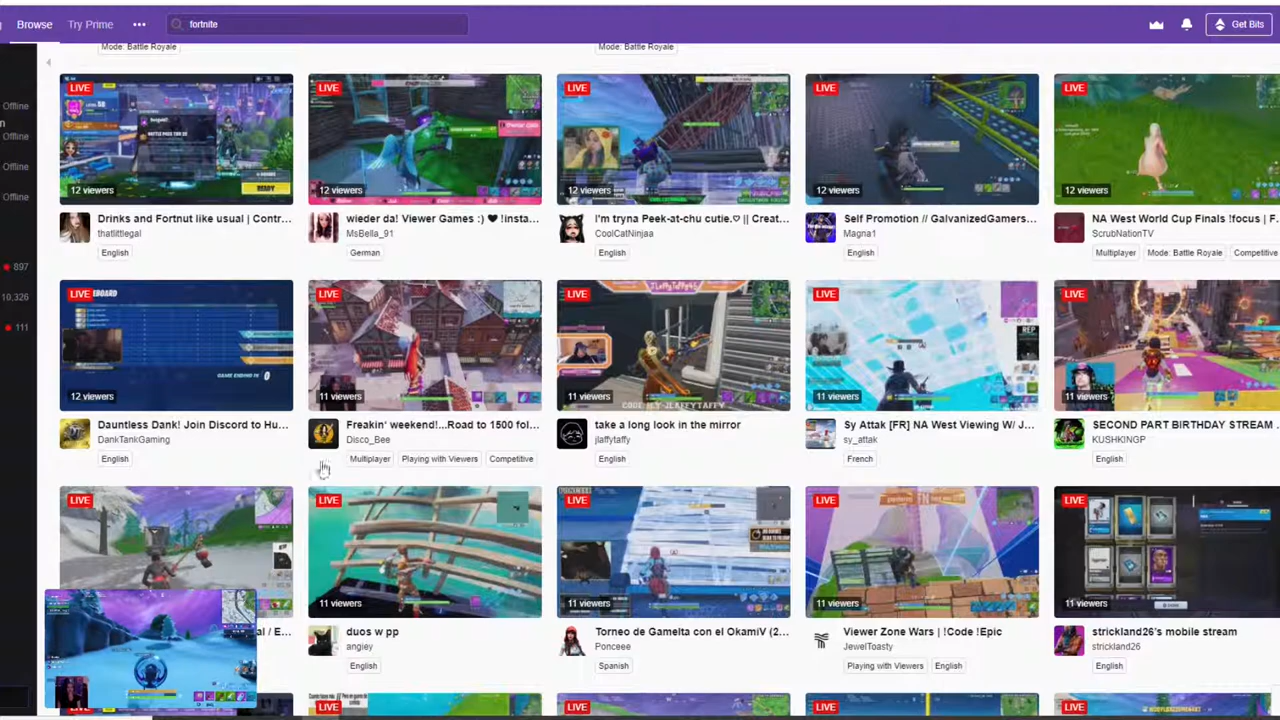 Browse
Try Prime
•••
fortnite
Get Bits
Mode: Battle Royale
Mode: Battle Royale
Offline
Offline
Offline
Offline
897
10,326
111
LIVE
LIVE
LIVE
LIVE
LIVE
READY
12 viewers
12 viewers
12 viewers
12 viewers
12 viewers
Drinks and Fortnut like usual | Contr...
thatlittlegal
English
wieder da! Viewer Games :) ❤ !insta...
MsBella_91
German
I'm tryna Peek-at-chu cutie.♡ || Creat...
CoolCatNinjaa
English
Self Promotion // GalvanizedGamers...
Magna1
English
NA West World Cup Finals !focus | F.
ScrubNationTV
Multiplayer
Mode: Battle Royale
Competitive
LIVE
LIVE
LIVE
LIVE
LIVE
12 viewers
11 viewers
11 viewers
11 viewers
11 viewers
Dauntless Dank! Join Discord to Hu...
DankTankGaming
English
Freakin' weekend!...Road to 1500 fol...
Disco_Bee
Multiplayer
Playing with Viewers
Competitive
take a long look in the mirror
jlaffytaffy
English
Sy Attak [FR] NA West Viewing W/ J...
sy_attak
French
SECOND PART BIRTHDAY STREAM .
KUSHKINGP
English
LIVE
LIVE
LIVE
LIVE
LIVE
11 viewers
11 viewers
11 viewers
11 viewers
duos w pp
angiey
English
Torneo de Gamelta con el OkamiV (2...
Ponceee
Spanish
Viewer Zone Wars | !Code !Epic
JewelToasty
Playing with Viewers
English
strickland26's mobile stream
strickland26
English
LIVE
LIVE
LIVE
LIVE